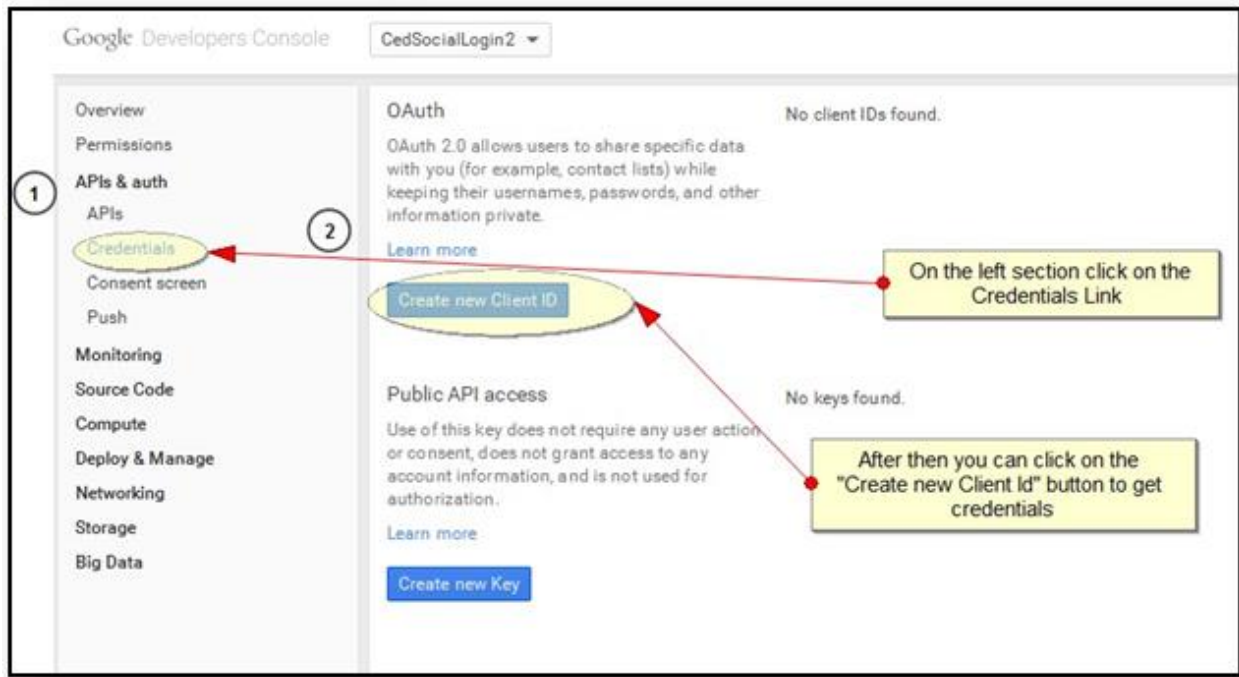 Google Developers Console
CedSocialLogin2
Overview
Permissions
1
APIs & auth
APIs
2
Credentials
Consent screen
Push
Monitoring
Source Code
Compute
Deploy & Manage
Networking
Storage
Big Data
OAuth
OAuth 2.0 allows users to share specific data
with you (for example, contact lists) while
keeping their usernames, passwords, and other
information private.
Learn more
Create new Client ID
No client IDs found.
On the left section click on the
Credentials Link
Public API access
Use of this key does not require any user action
or consent, does not grant access to any
account information, and is not used for
authorization.
Learn more
Create new Key
No keys found.
After then you can click on the
"Create new Client Id" button to get
credentials